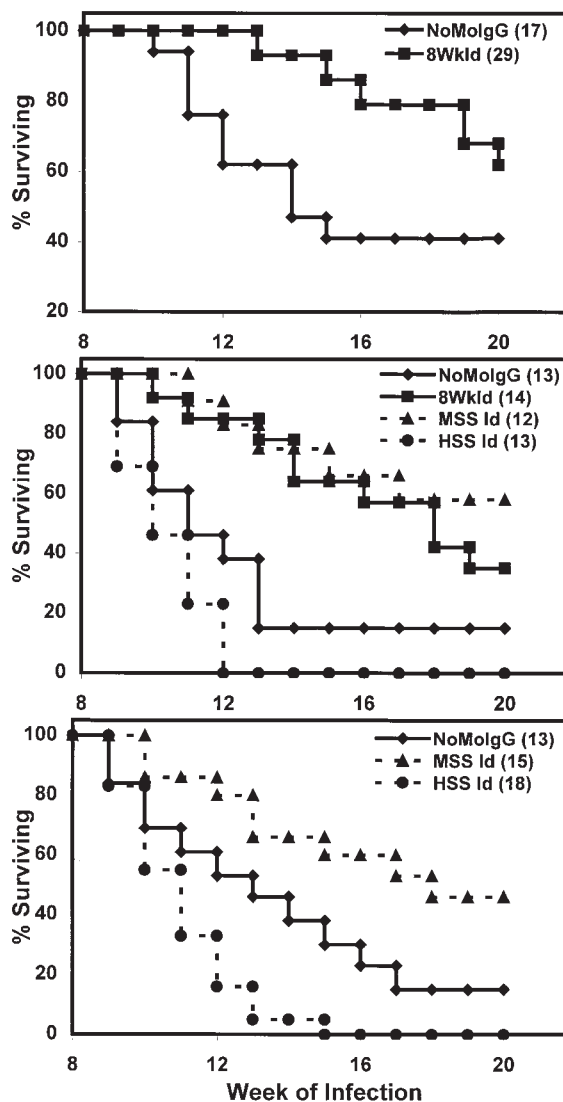 100
80
60
40
20
% Surviving
NoMoIgG (17)
8WkId (29)
8
12
16
20
100
80
60
40
20
0
% Surviving
NoMoIgG (13)
8WkId (14)
MSS Id (12)
HSS Id (13)
8
12
16
20
100
80
60
40
20
0
% Surviving
NoMoIgG (13)
MSS Id (15)
HSS Id (18)
8
12
16
20
Week of Infection